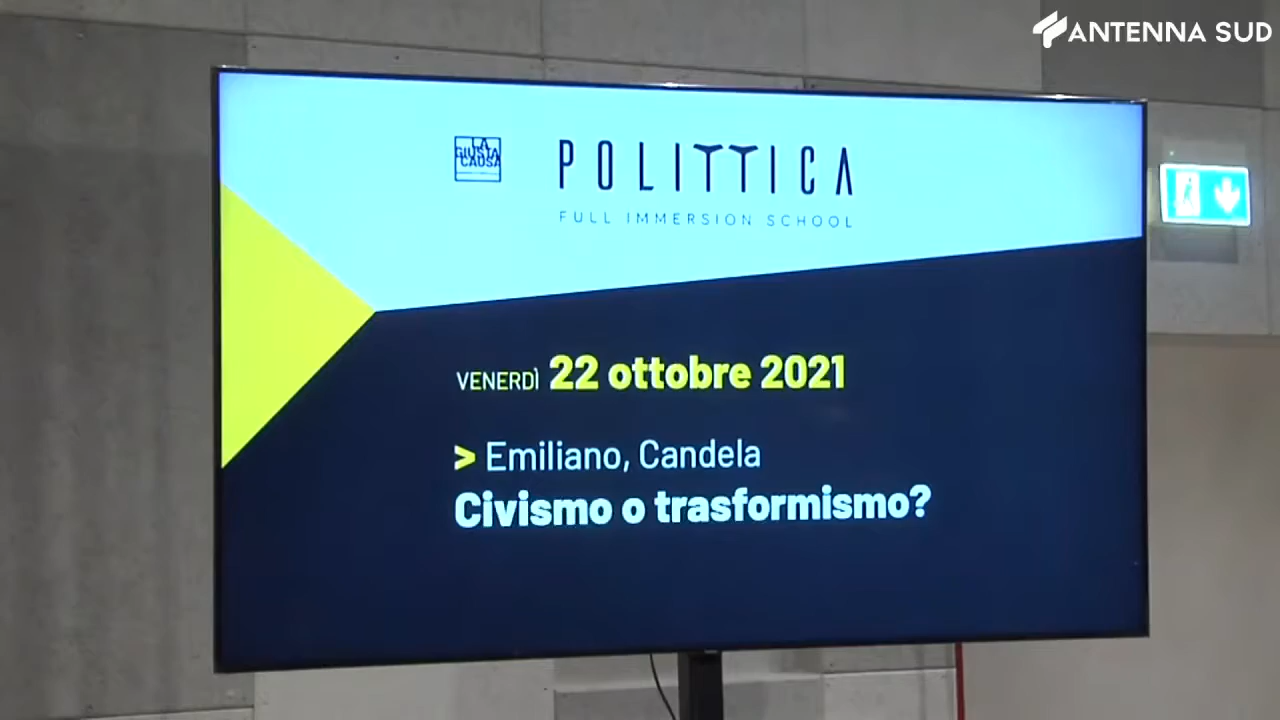 ANTENNA SUD
LA
GIUSTA
CAUSA
POLITTICA
FULL IMMERSION SCHOOL
VENERDÌ 22 ottobre 2021
> Emiliano, Candela
Civismo o trasformismo?